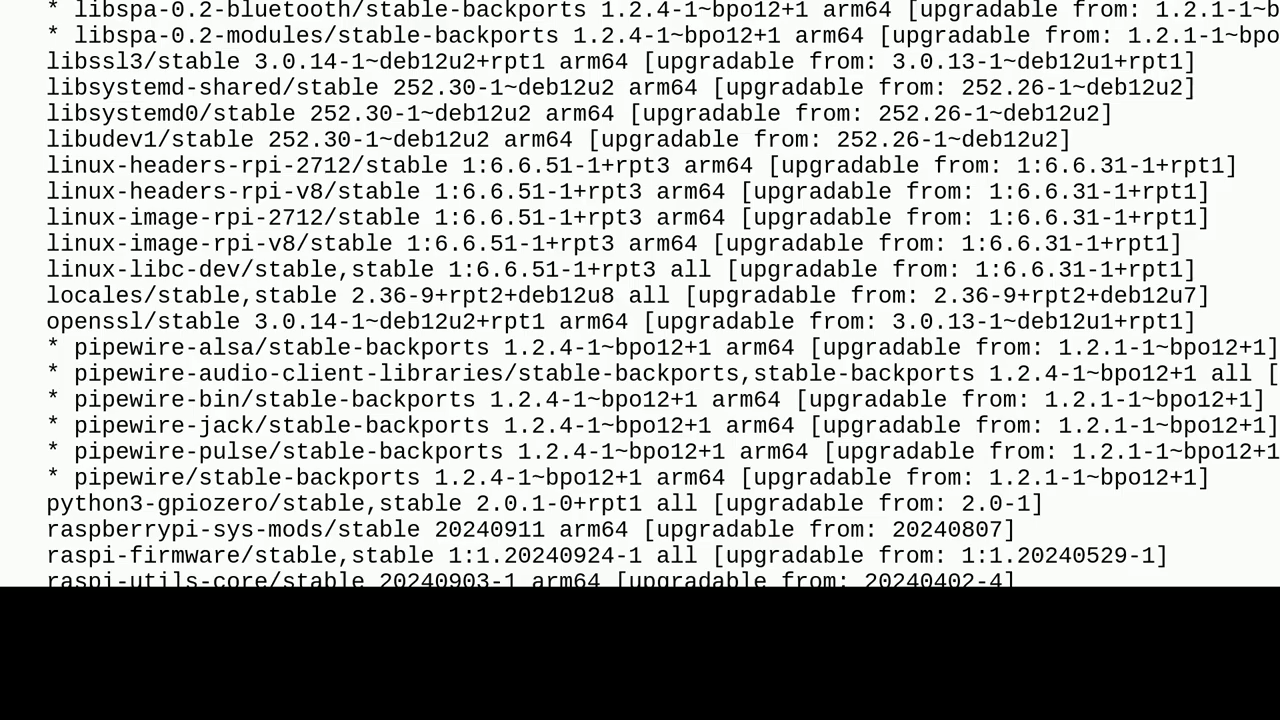 * libspa-0.2-bluetooth/stable-backports 1.2.4-1~bpo12+1 arm64 [upgradable from: 1.2.1-1~b
* libspa-0.2-modules/stable-backports 1.2.4-1~bpo12+1 arm64 [upgradable from: 1.2.1-1~bpo
libssl3/stable 3.0.14-1~deb12u2+rpt1 arm64 [upgradable from: 3.0.13-1~deb12u1+rpt1]
libsystemd-shared/stable 252.30-1~deb12u2 arm64 [upgradable from: 252.26-1~deb12u2]
libsystemd0/stable 252.30-1~deb12u2 arm64 [upgradable from: 252.26-1~deb12u2]
libudev1/stable 252.30-1~deb12u2 arm64 [upgradable from: 252.26-1~deb12u2]
linux-headers-rpi-2712/stable 1:6.6.51-1+rpt3 arm64 [upgradable from: 1:6.6.31-1+rpt1]
linux-headers-rpi-v8/stable 1:6.6.51-1+rpt3 arm64 [upgradable from: 1:6.6.31-1+rpt1]
linux-image-rpi-2712/stable 1:6.6.51-1+rpt3 arm64 [upgradable from: 1:6.6.31-1+rpt1]
linux-image-rpi-v8/stable 1:6.6.51-1+rpt3 arm64 [upgradable from: 1:6.6.31-1+rpt1]
linux-libc-dev/stable,stable 1:6.6.51-1+rpt3 all [upgradable from: 1:6.6.31-1+rpt1]
locales/stable,stable 2.36-9+rpt2+deb12u8 all [upgradable from: 2.36-9+rpt2+deb12u7]
openssl/stable 3.0.14-1~deb12u2+rpt1 arm64 [upgradable from: 3.0.13-1~deb12u1+rpt1]
* pipewire-alsa/stable-backports 1.2.4-1~bpo12+1 arm64 [upgradable from: 1.2.1-1~bpo12+1]
* pipewire-audio-client-libraries/stable-backports,stable-backports 1.2.4-1~bpo12+1 all [
* pipewire-bin/stable-backports 1.2.4-1~bpo12+1 arm64 [upgradable from: 1.2.1-1~bpo12+1]
* pipewire-jack/stable-backports 1.2.4-1~bpo12+1 arm64 [upgradable from: 1.2.1-1~bpo12+1]
* pipewire-pulse/stable-backports 1.2.4-1~bpo12+1 arm64 [upgradable from: 1.2.1-1~bpo12+1
* pipewire/stable-backports 1.2.4-1~bpo12+1 arm64 [upgradable from: 1.2.1-1~bpo12+1]
python3-gpiozero/stable,stable 2.0.1-0+rpt1 all [upgradable from: 2.0-1]
raspberrypi-sys-mods/stable 20240911 arm64 [upgradable from: 20240807]
raspi-firmware/stable,stable 1:1.20240924-1 all [upgradable from: 1:1.20240529-1]
raspi-utils-core/stable 20240903-1 arm64 [upgradable from: 20240402-4]